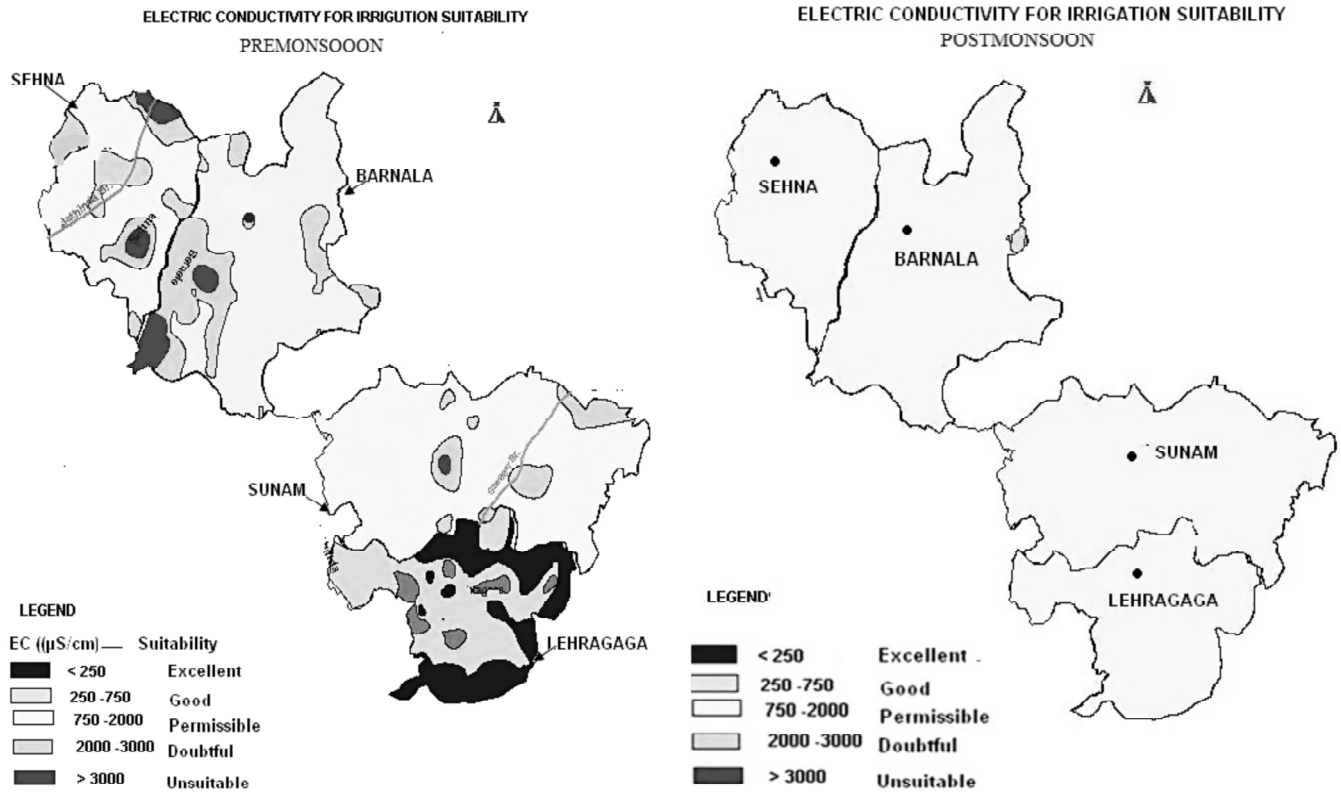 ELECTRIC CONDUCTIVITY FOR IRRIGUTION SUITABILITY
PREMONSOOON
SEHNA
BARNALA
Barnala
SUNAM
LEHRAGAGA
LEGEND
EC ((µS/cm) Suitability
< 250 Excellent
250 -750 Good
750 -2000 Permissible
2000 -3000 Doubtful
> 3000 Unsuitable
ELECTRIC CONDUCTIVITY FOR IRRIGATION SUITABILITY
POSTMONSOON
SEHNA
BARNALA
SUNAM
LEHRAGAGA
LEGEND'
< 250 Excellent
250 -750 Good
750 -2000 Permissible
2000 -3000 Doubtful
> 3000 Unsuitable